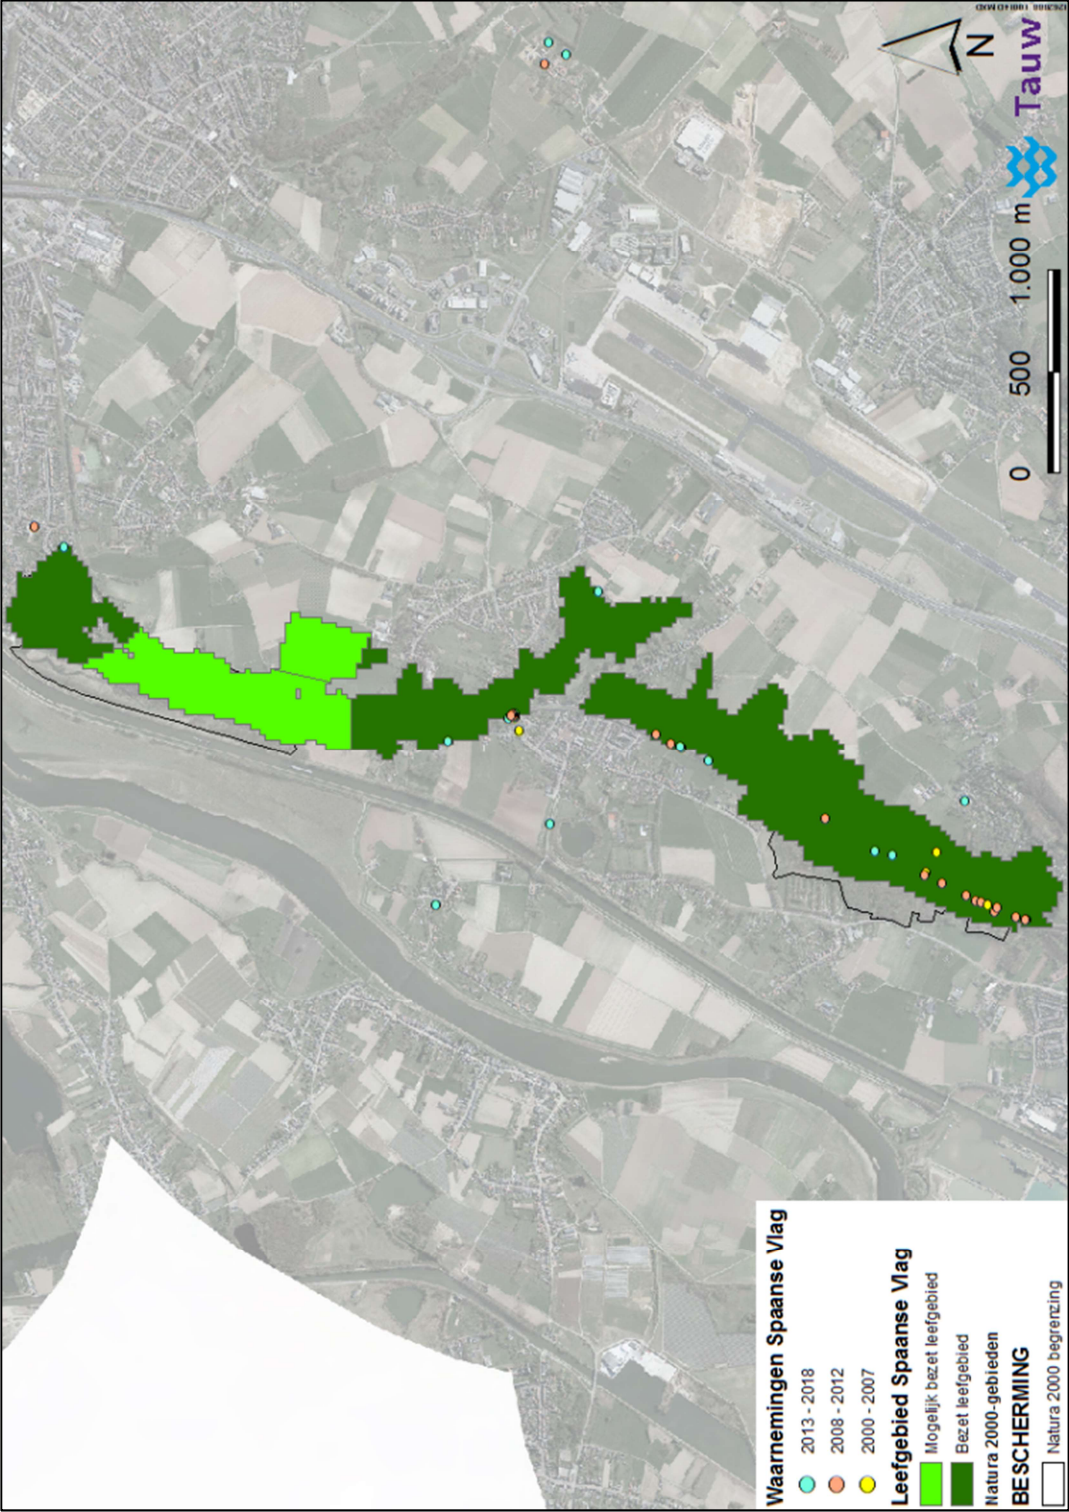 Waarnemingen Spaanse Vlag
2013 - 2018
2008 - 2012
2000 - 2007
Leefgebied Spaanse Vlag
Mogelijk bezet leefgebied
Bezet leefgebied
Natura 2000-gebieden
BESCHERMING
Natura 2000 begrenzing
0 500 1.000 m
Tauw
N